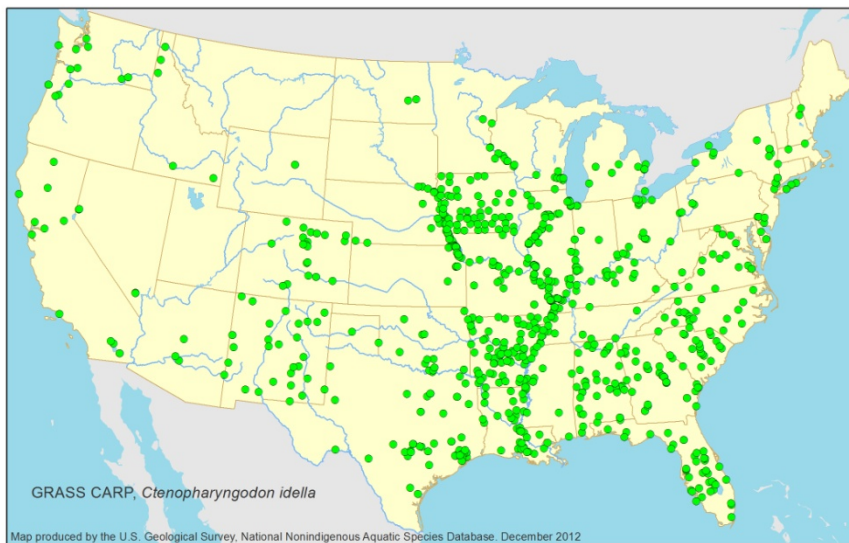 GRASS CARP, Ctenopharyngodon idella
Map produced by the U.S. Geological Survey, National Nonindigenous Aquatic Species Database. December 2012